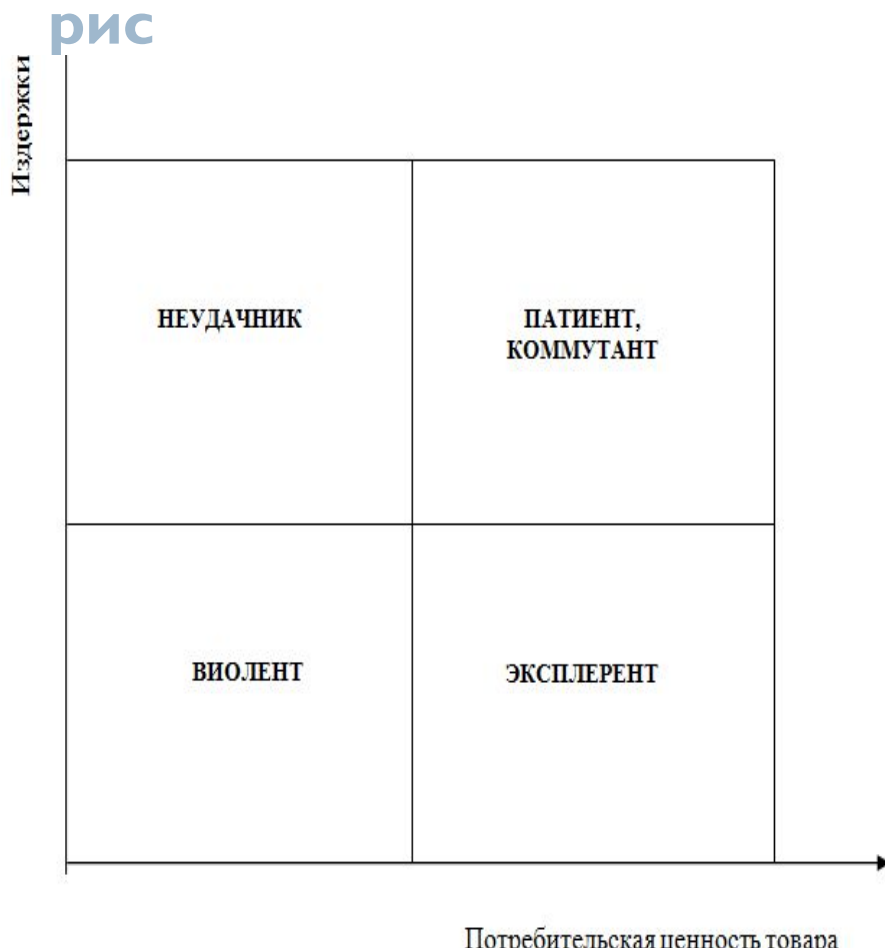 рис
Издержки
НЕУДАЧНИК
ПАТИЕНТ,
КОММУТАНТ
ВИОЛЕНТ
ЭКСПЛЕРЕНТ
Потребительская ценность товара